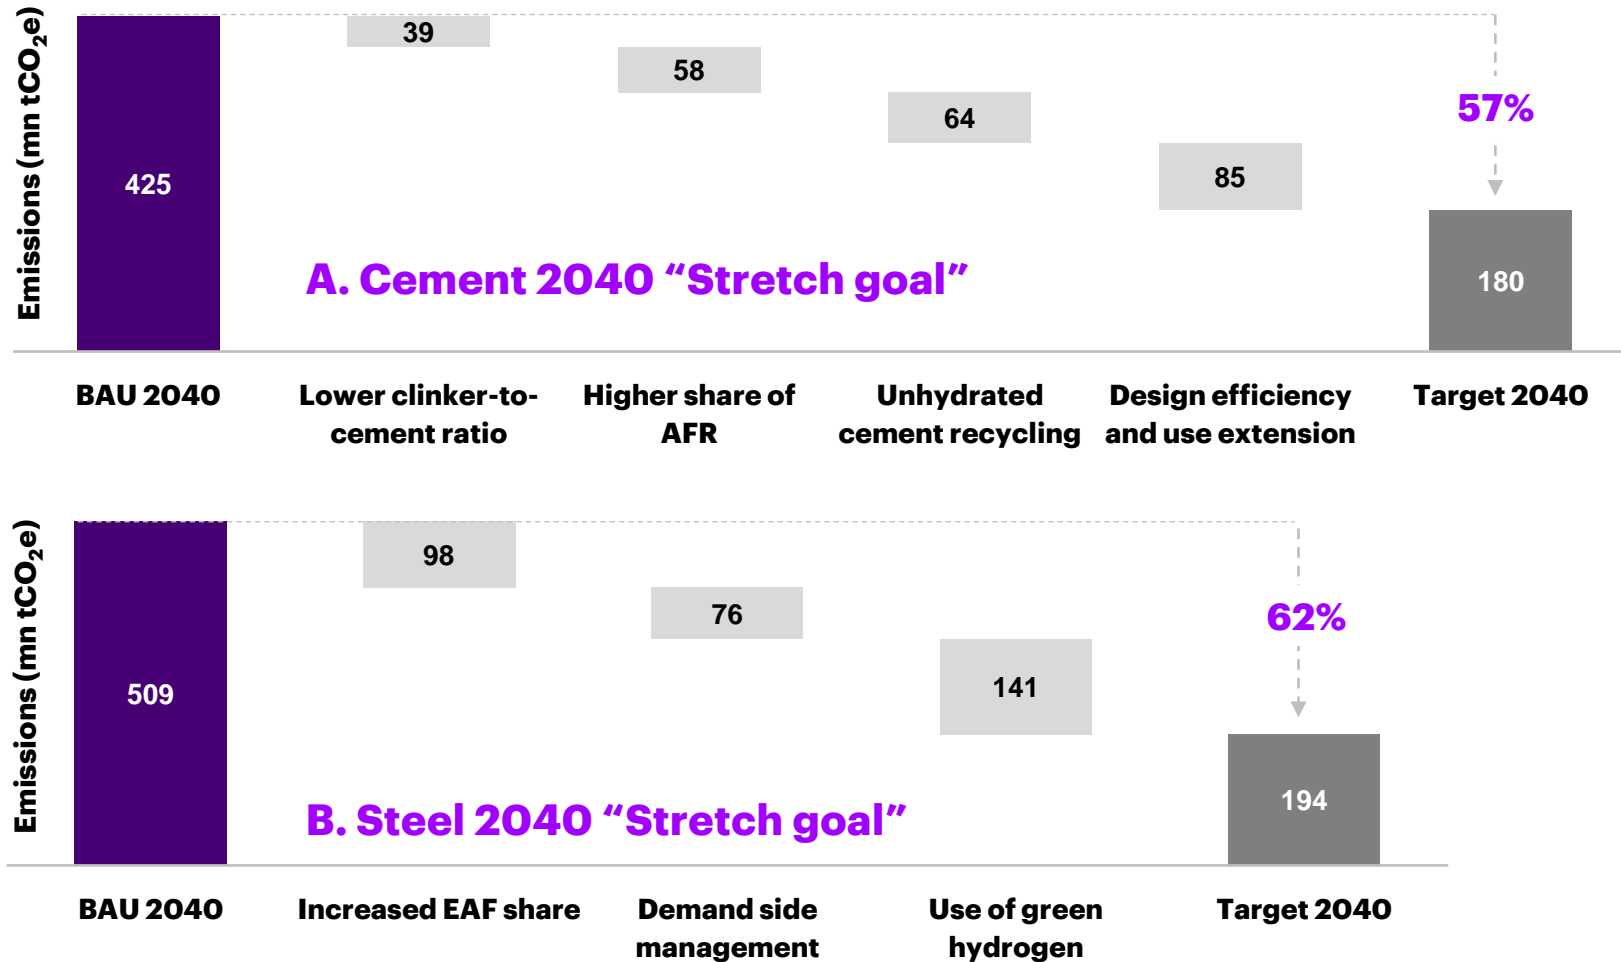 Emissions (mn tCO₂e)
425
39
58
64
85
57%
180
A. Cement 2040 “Stretch goal”
BAU 2040
Lower clinker-to-
cement ratio
Higher share of
AFR
Unhydrated
cement recycling
Design efficiency
and use extension
Target 2040
Emissions (mn tCO₂e)
509
98
76
141
62%
194
B. Steel 2040 “Stretch goal”
BAU 2040
Increased EAF share
Demand side
management
Use of green
hydrogen
Target 2040